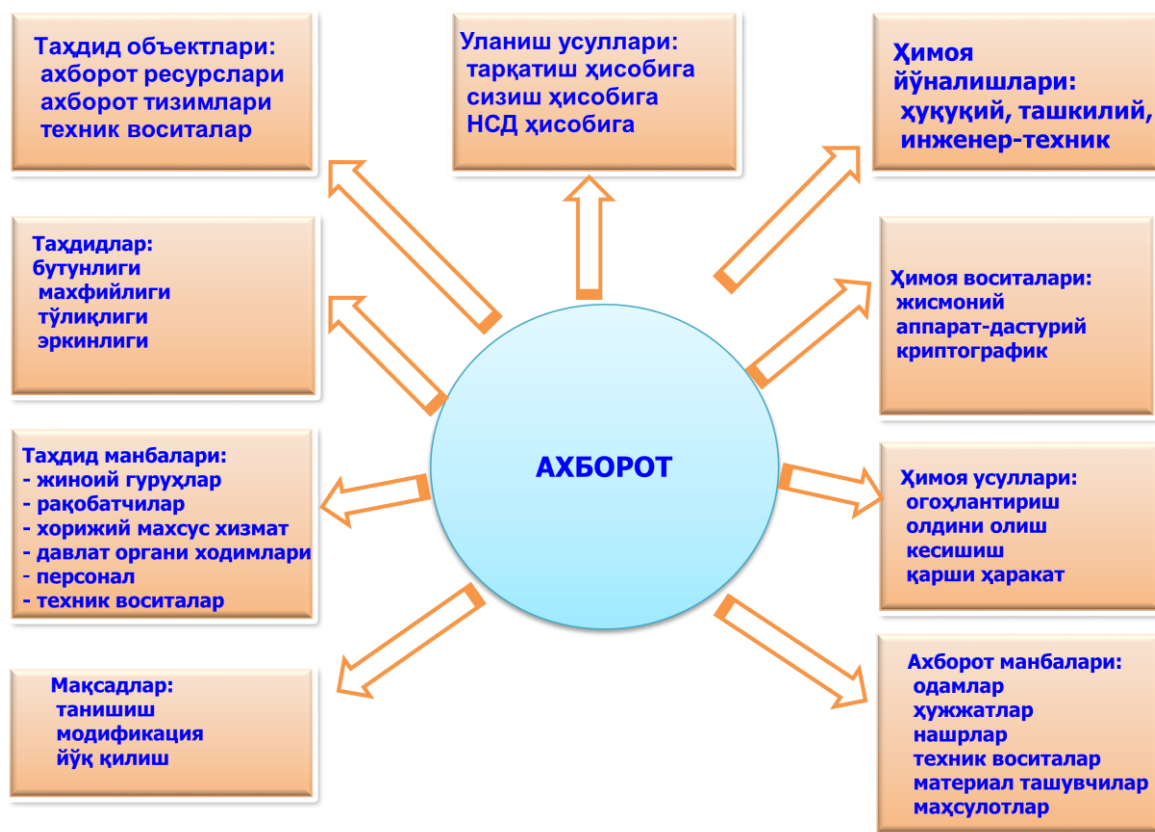 Таҳдид объектлари:
ахборот ресурслари
ахборот тизимлари
техник воситалар
Уланиш усуллари:
тарқатиш ҳисобига
сизиш ҳисобига
НСД ҳисобига
Ҳимоя
йўналишлари:
ҳуқуқий, ташкилий,
инженер-техник
Таҳдидлар:
бутунлиги
махфийлиги
тўлиқлиги
эркинлиги
Ҳимоя воситалари:
жисмоний
аппарат-дастурий
криптографик
АХБОРОТ
Таҳдид манбалари:
- жиноий гуруҳлар
- рақобатчилар
- хорижий махсус хизмат
- давлат органи ходимлари
- персонал
- техник воситалар
Ҳимоя усуллари:
огоҳлантириш
олдини олиш
кесишиш
қарши ҳаракат
Мақсадлар:
танишиш
модификация
йўқ қилиш
Ахборот манбалари:
одамлар
ҳужжатлар
нашрлар
техник воситалар
материал ташувчилар
маҳсулотлар